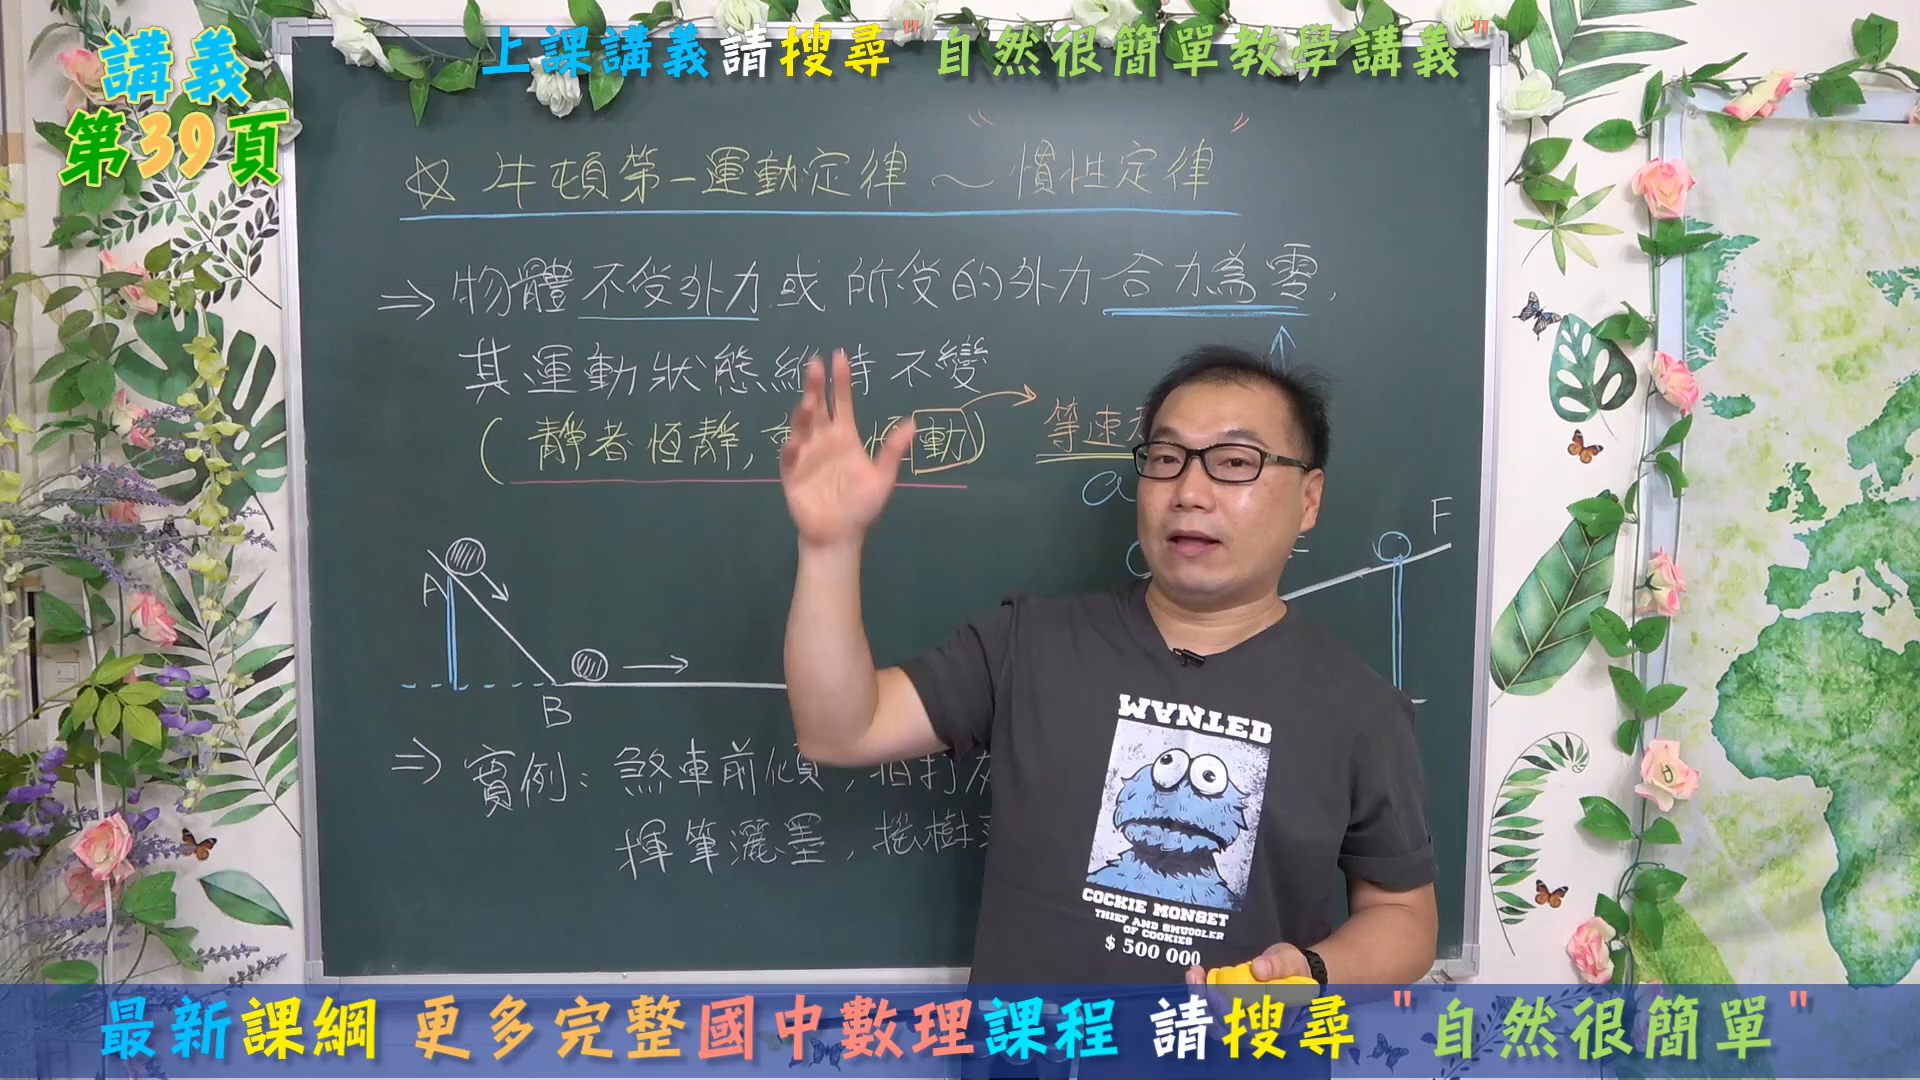 上課講義請搜尋"自然很簡單教學講義"
講義
第39頁
☆ 牛頓第一運動定律～"慣性定律"
⇒物體不受外力或所受的外力合力為零,
其運動狀態維持不變
(靜者恆靜,動 恆動) → 等速
a
F
A
B
⇒實例:煞車前傾,拍打
揮筆灑墨,搖樹
WANTED
COCKIE MONSET
THIEF AND SMUGGLER
OF COOKIES
$ 500 000
最新課綱 更多完整國中數理課程 請搜尋"自然很簡單"